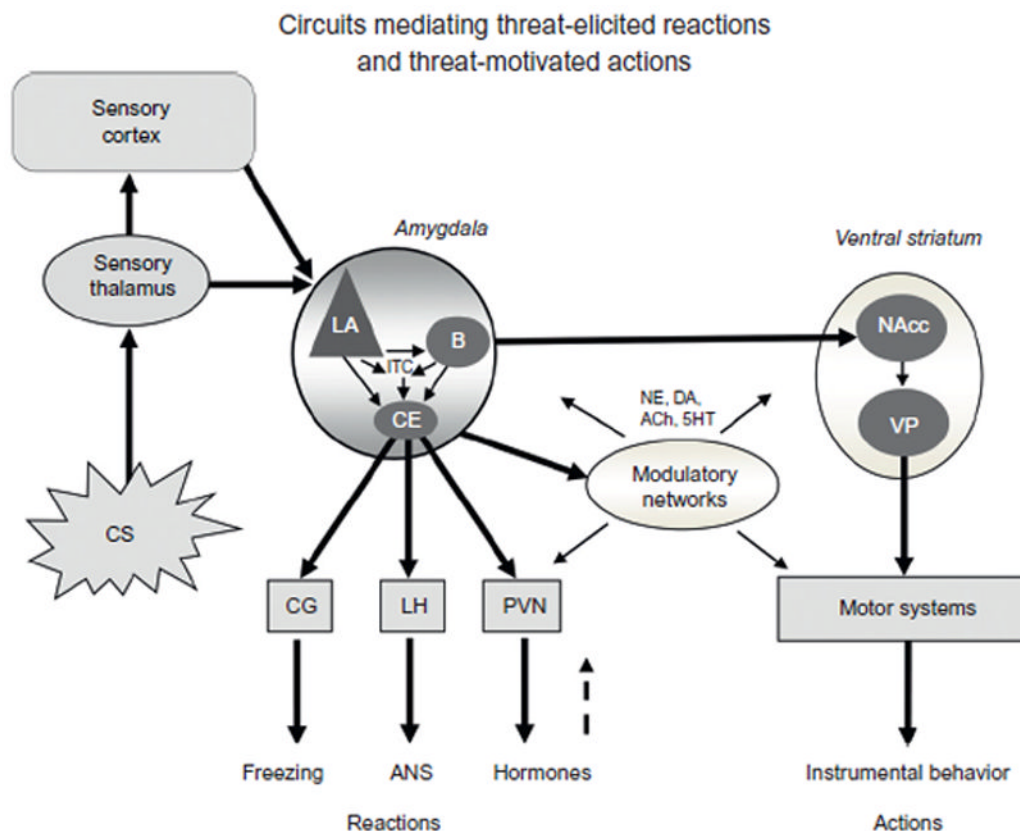 Circuits mediating threat-elicited reactions
and threat-motivated actions
Sensory
cortex
Amygdala
Ventral striatum
Sensory
thalamus
LA
B
NAcc
ITC
NE, DA,
ACh, 5HT
CE
VP
Modulatory
networks
CS
CG
LH
PVN
Motor systems
Freezing
ANS
Hormones
Instrumental behavior
Reactions
Actions